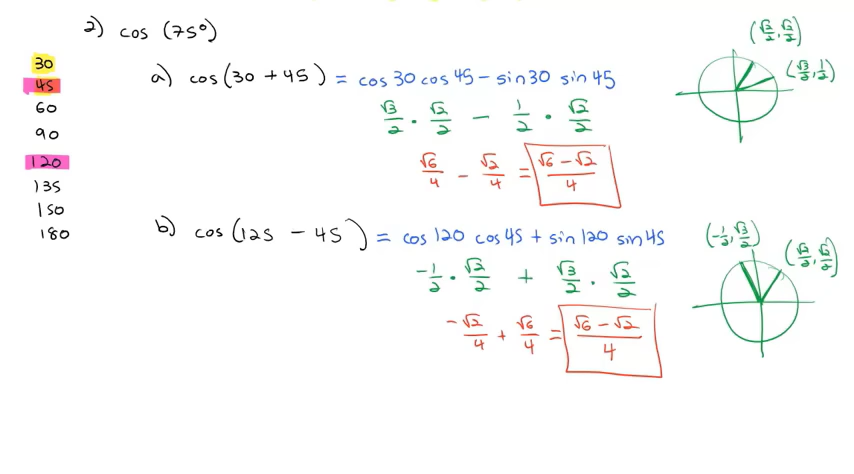 2) cos (75°)
30
45
60
90
120
135
150
180
a) cos(30 + 45) = cos 30 cos 45 - sin 30 sin 45
√3/2 · √2/2 - 1/2 · √2/2
√6/4 - √2/4 = (√6 - √2)/4
(√2/2, √2/2)
(√3/2, 1/2)
b) cos(125 - 45) = cos 120 cos 45 + sin 120 sin 45
-1/2 · √2/2 + √3/2 · √2/2
-√2/4 + √6/4 = (√6 - √2)/4
(-1/2, √3/2)
(√2/2, √2/2)